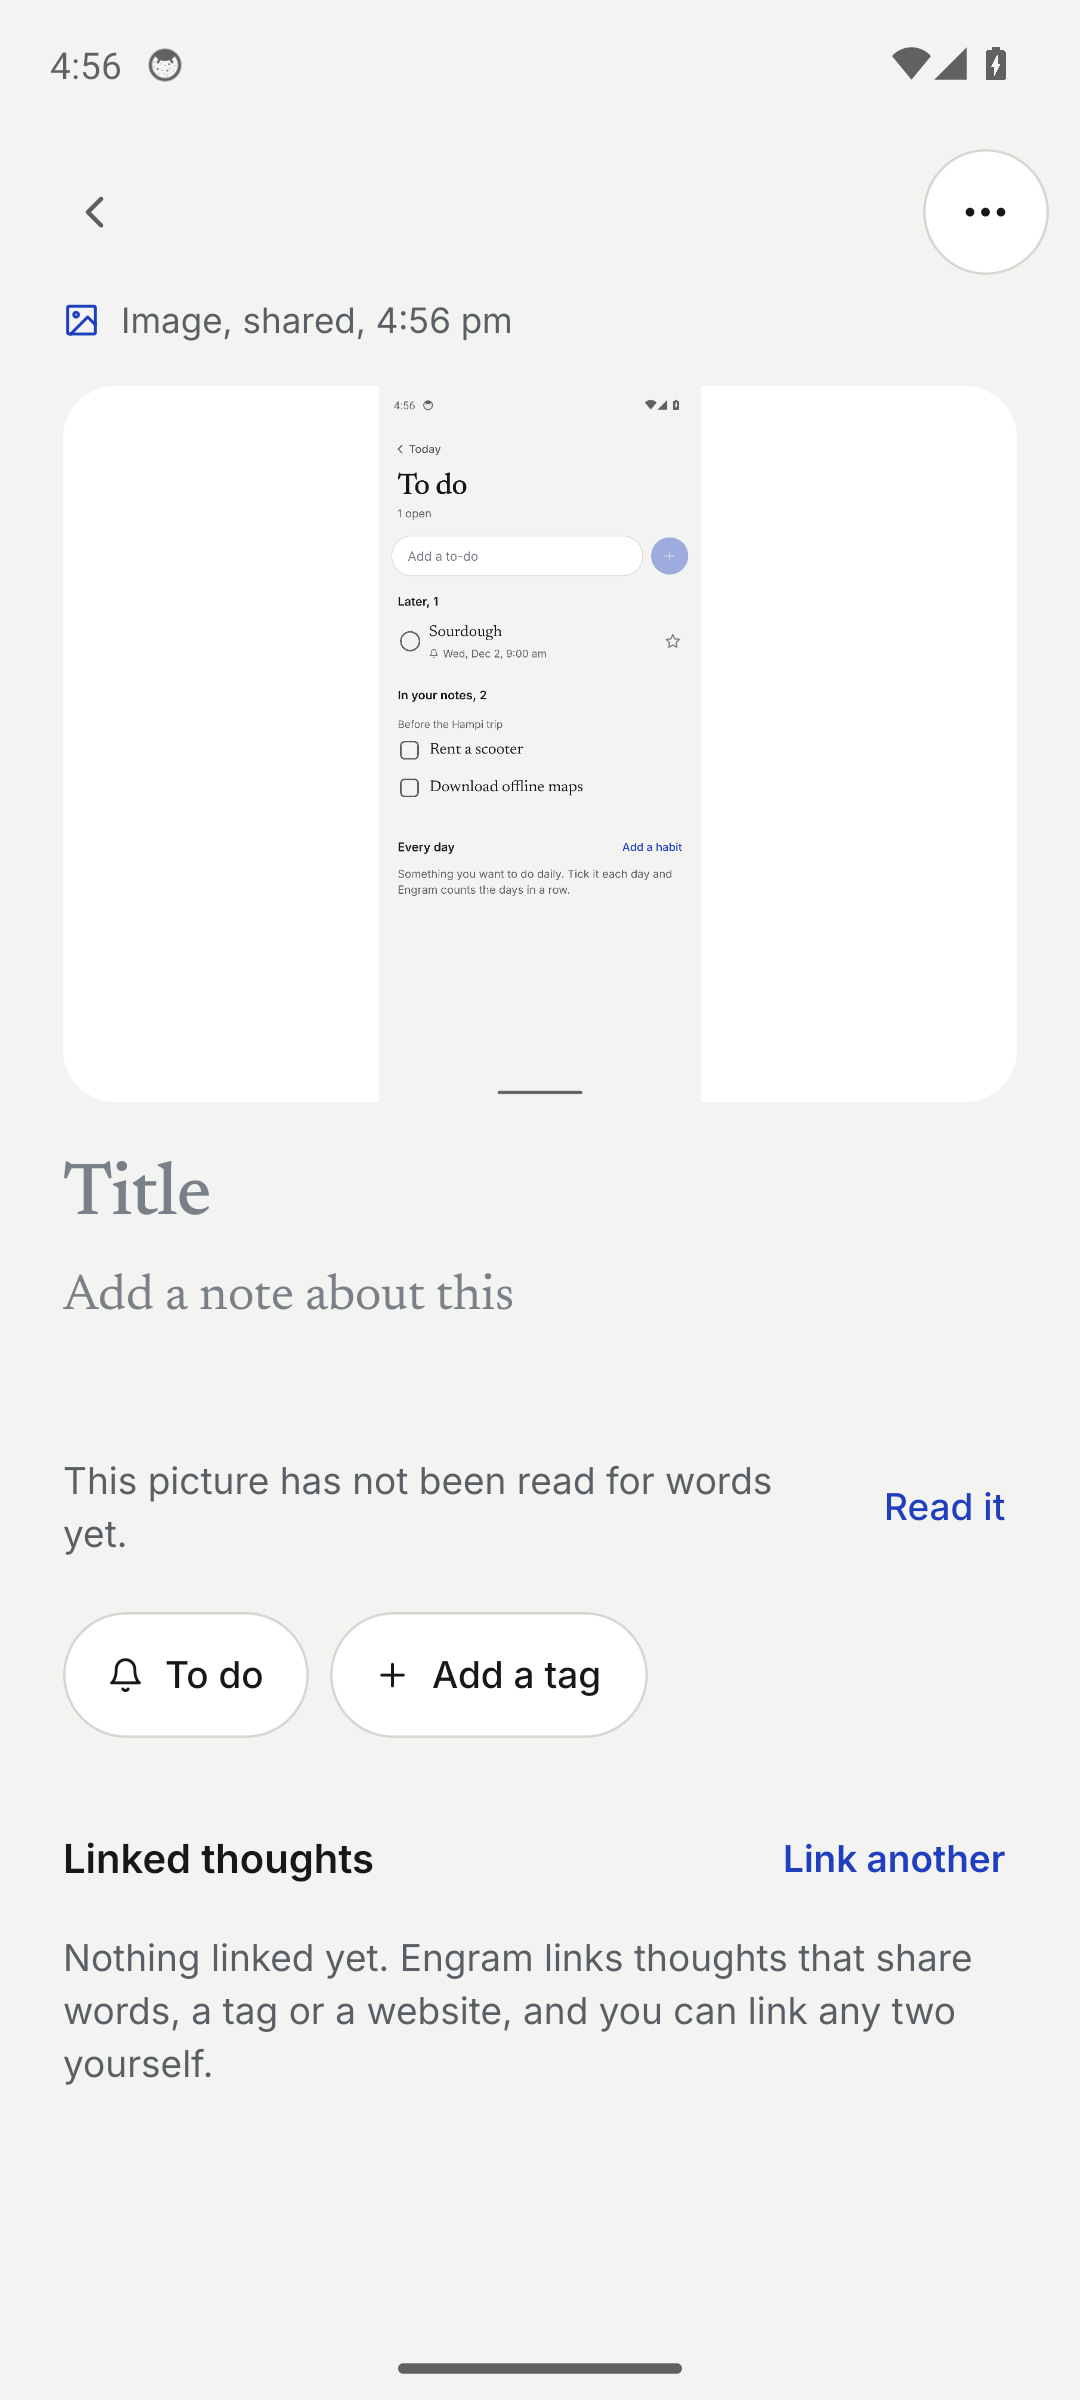 4:56
Image, shared, 4:56 pm
4:56
Today
To do
1 open
Add a to-do
Later, 1
Sourdough
Wed, Dec 2, 9:00 am
In your notes, 2
Before the Hampi trip
Rent a scooter
Download offline maps
Every day
Add a habit
Something you want to do daily. Tick it each day and
Engram counts the days in a row.
Title
Add a note about this
This picture has not been read for words
yet.
Read it
To do
Add a tag
Linked thoughts
Link another
Nothing linked yet. Engram links thoughts that share
words, a tag or a website, and you can link any two
yourself.